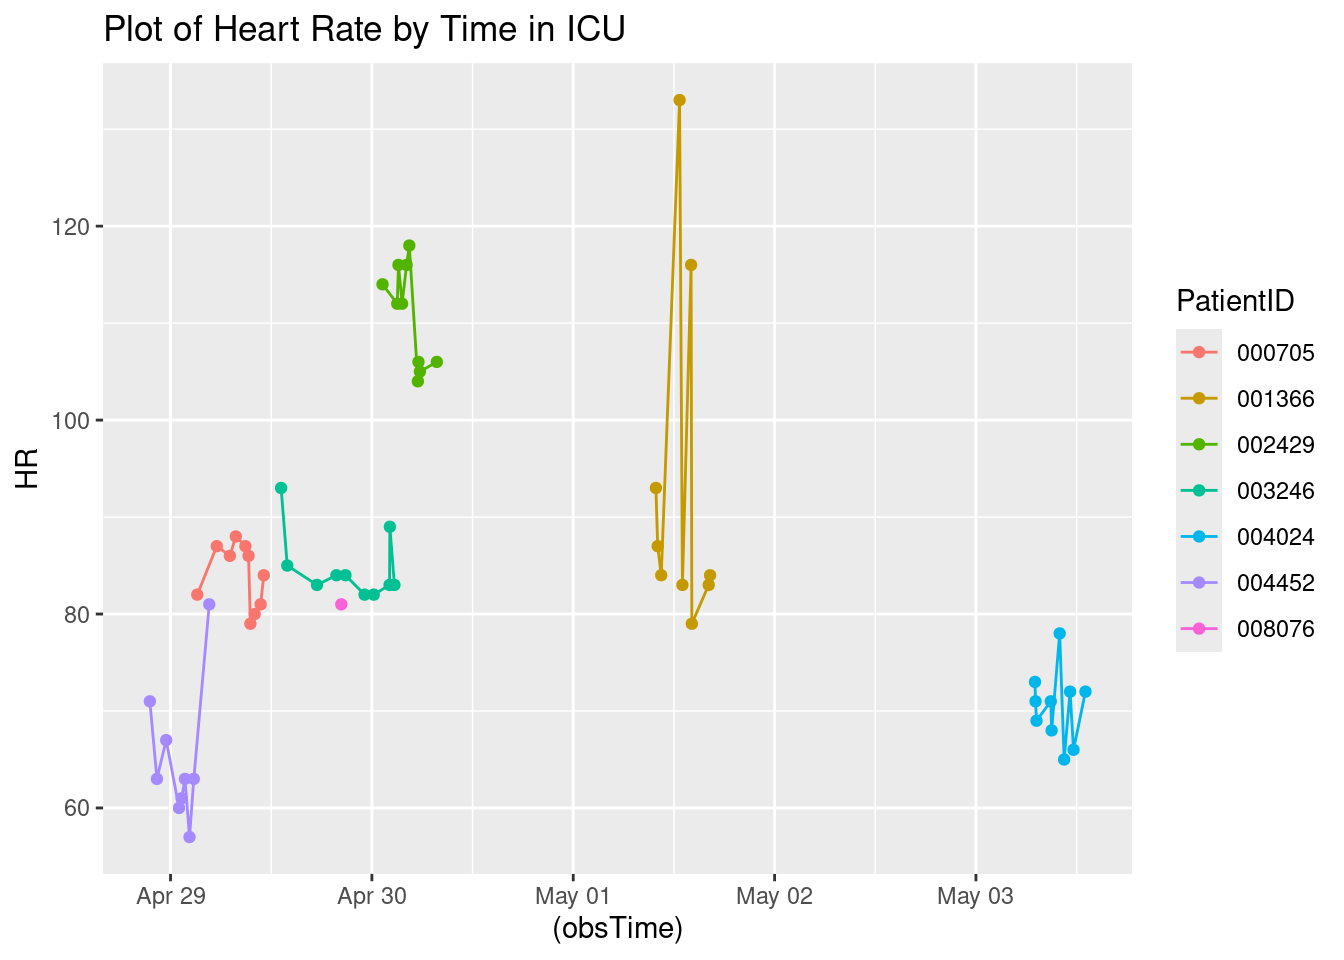 Plot of Heart Rate by Time in ICU
HR
120
100
80
60
Apr 29
Apr 30
May 01
May 02
May 03
(obsTime)
PatientID
000705
001366
002429
003246
004024
004452
008076